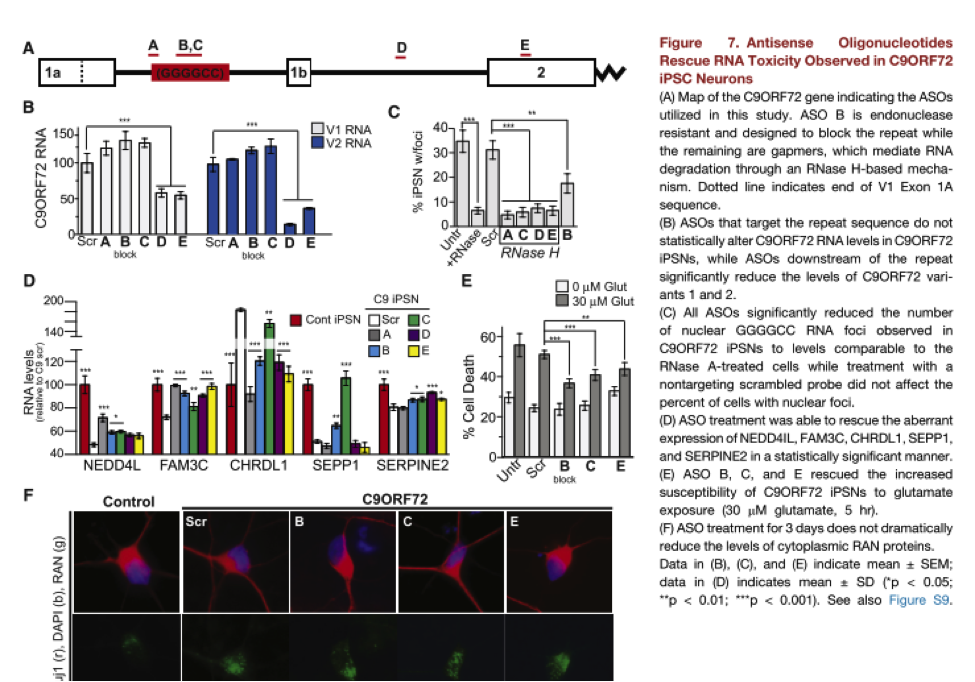 A
A
B,C
D
E
1a
(GGGGCC)
1b
2
B
C9ORF72 RNA
150
100
50
0
***
***
V1 RNA
V2 RNA
Scr A B C D E
block
Scr A B C D E
block
C
% iPSN w/foci
40
30
20
10
0
***
***
**
Untr
+RNase
Scr
A C D E
B
RNase H
D
RNA levels
(relative to C9 scr)
200
180
140
120
100
80
60
40
C9 iPSN
Cont iPSN
Scr
A
B
C
D
E
*** *** *
*** *** ** ***
*** *** ** ***
*** ** ***
*** * *** *
NEDD4L FAM3C CHRDL1 SEPP1 SERPINE2
E
0 μM Glut
30 μM Glut
% Cell Death
60
40
20
0
**
***
***
Untr
Scr
B
C
E
block
F
Control
C9ORF72
Scr
B
C
E
uj1 (r), DAPI (b), RAN (g)
Figure 7. Antisense Oligonucleotides
Rescue RNA Toxicity Observed in C9ORF72
iPSC Neurons
(A) Map of the C9ORF72 gene indicating the ASOs
utilized in this study. ASO B is endonuclease
resistant and designed to block the repeat while
the remaining are gapmers, which mediate RNA
degradation through an RNase H-based mecha-
nism. Dotted line indicates end of V1 Exon 1A
sequence.
(B) ASOs that target the repeat sequence do not
statistically alter C9ORF72 RNA levels in C9ORF72
iPSNs, while ASOs downstream of the repeat
significantly reduce the levels of C9ORF72 vari-
ants 1 and 2.
(C) All ASOs significantly reduced the number
of nuclear GGGGCC RNA foci observed in
C9ORF72 iPSNs to levels comparable to the
RNase A-treated cells while treatment with a
nontargeting scrambled probe did not affect the
percent of cells with nuclear foci.
(D) ASO treatment was able to rescue the aberrant
expression of NEDD4IL, FAM3C, CHRDL1, SEPP1,
and SERPINE2 in a statistically significant manner.
(E) ASO B, C, and E rescued the increased
susceptibility of C9ORF72 iPSNs to glutamate
exposure (30 μM glutamate, 5 hr).
(F) ASO treatment for 3 days does not dramatically
reduce the levels of cytoplasmic RAN proteins.
Data in (B), (C), and (E) indicate mean ± SEM;
data in (D) indicates mean ± SD (*p < 0.05;
**p < 0.01; ***p < 0.001). See also Figure S9.